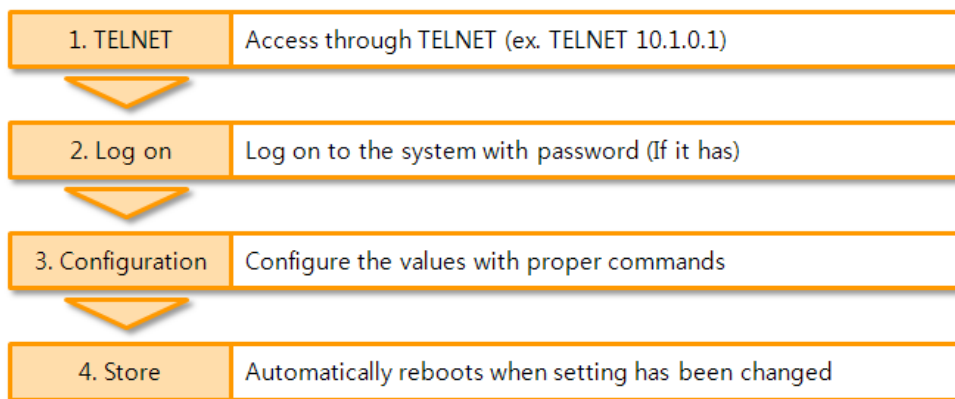 1. TELNET Access through TELNET (ex. TELNET 10.1.0.1)
2. Log on Log on to the system with password (If it has)
3. Configuration Configure the values with proper commands
4. Store Automatically reboots when setting has been changed